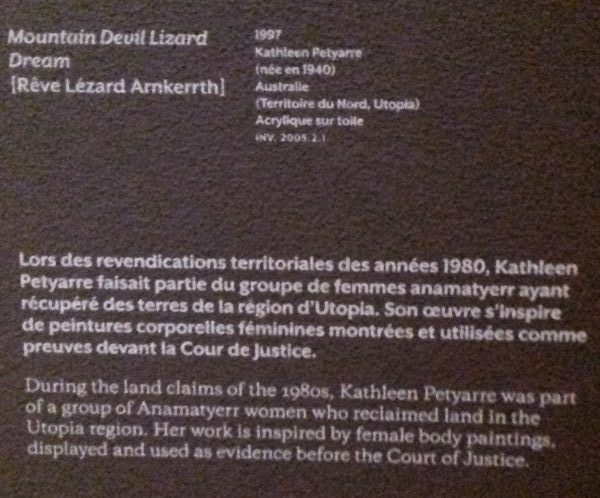 Mountain Devil Lizard
Dream
[Rêve Lézard Arnkerrth]
1997
Kathleen Petyarre
(née en 1940)
Australie
(Territoire du Nord, Utopia)
Acrylique sur toile
INV. 2005.2.1
Lors des revendications territoriales des années 1980, Kathleen
Petyarre faisait partie du groupe de femmes anamatyerr ayant
récupéré des terres de la région d'Utopia. Son œuvre s'inspire
de peintures corporelles féminines montrées et utilisées comme
preuves devant la Cour de Justice.
During the land claims of the 1980s, Kathleen Petyarre was part
of a group of Anamatyerr women who reclaimed land in the
Utopia region. Her work is inspired by female body paintings,
displayed and used as evidence before the Court of Justice.